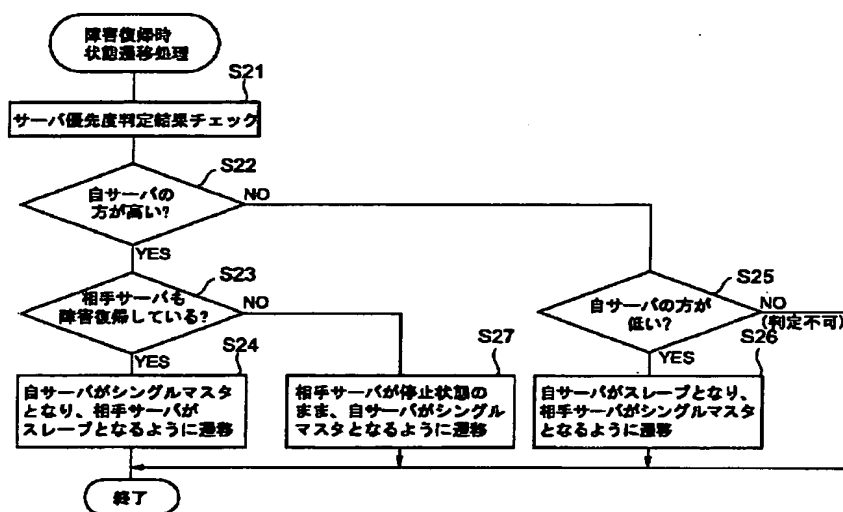 障害復帰時
状態遷移処理
S21
サーバ優先度判定結果チェック
S22
自サーバの
方が高い?
NO
YES
S23
相手サーバも
障害復帰している?
NO
YES
S24
自サーバがシングルマスタ
となり、相手サーバが
スレーブとなるように遷移
S27
相手サーバが停止状態の
まま、自サーバがシングル
マスタとなるように遷移
S25
自サーバの方が
低い?
NO
(判定不可)
YES
S26
自サーバがスレーブとなり、
相手サーバがシングルマスタ
となるように遷移
終了